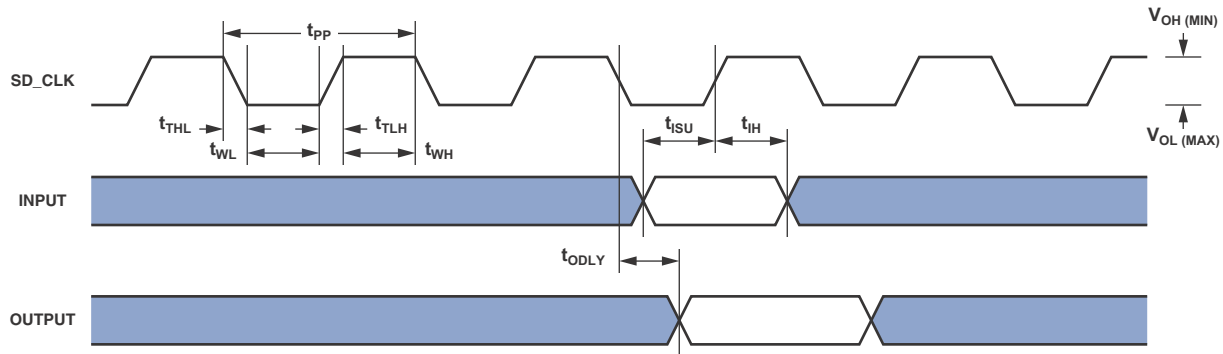 tPP
VOH (MIN)
SD_CLK
tTHL
tTLH
tISU
tIH
tWL
tWH
VOL (MAX)
INPUT
tODLY
OUTPUT